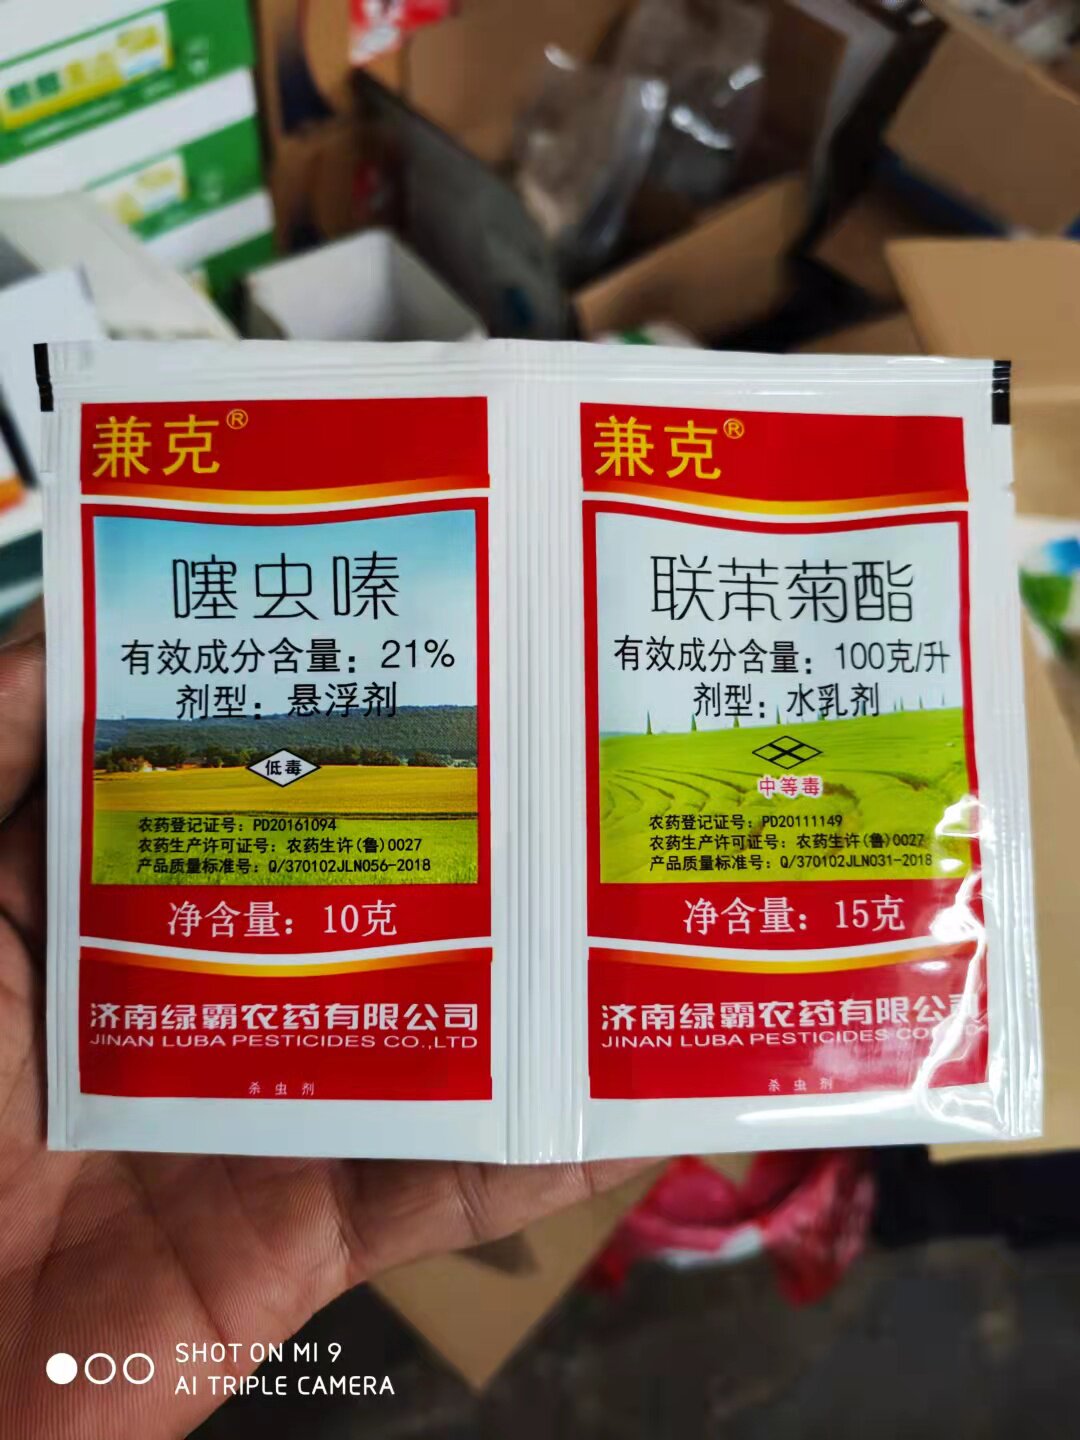 兼克®
噻虫嗪
有效成分含量：21%
剂型：悬浮剂
低毒
农药登记证号：PD20161094
农药生产许可证号：农药生许(鲁)0027
产品质量标准号：Q/370102JLN056-2018
净含量：10克
济南绿霸农药有限公司
JINAN LUBA PESTICIDES CO.,LTD
杀虫剂
兼克®
联苯菊酯
有效成分含量：100克/升
剂型：水乳剂
中等毒
农药登记证号：PD20111149
农药生产许可证号：农药生许(鲁)0027
产品质量标准号：Q/370102JLN031-2018
净含量：15克
济南绿霸农药有限公司
JINAN LUBA PESTICIDES CO
杀虫剂
SHOT ON MI 9
AI TRIPLE CAMERA